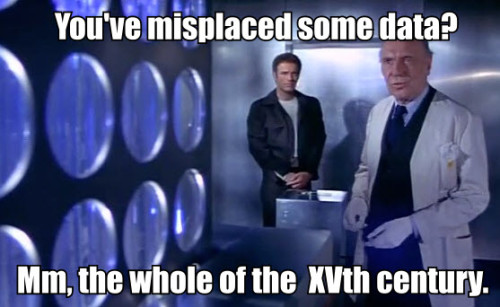 You've misplaced some data?
Mm, the whole of the XVth century.